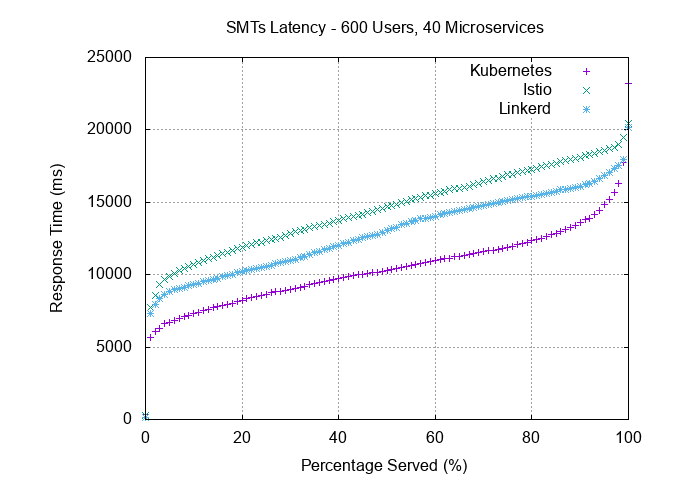 SMTs Latency - 600 Users, 40 Microservices
25000
20000
15000
10000
5000
0
Response Time (ms)
Kubernetes
Istio
Linkerd
0 20 40 60 80 100
Percentage Served (%)